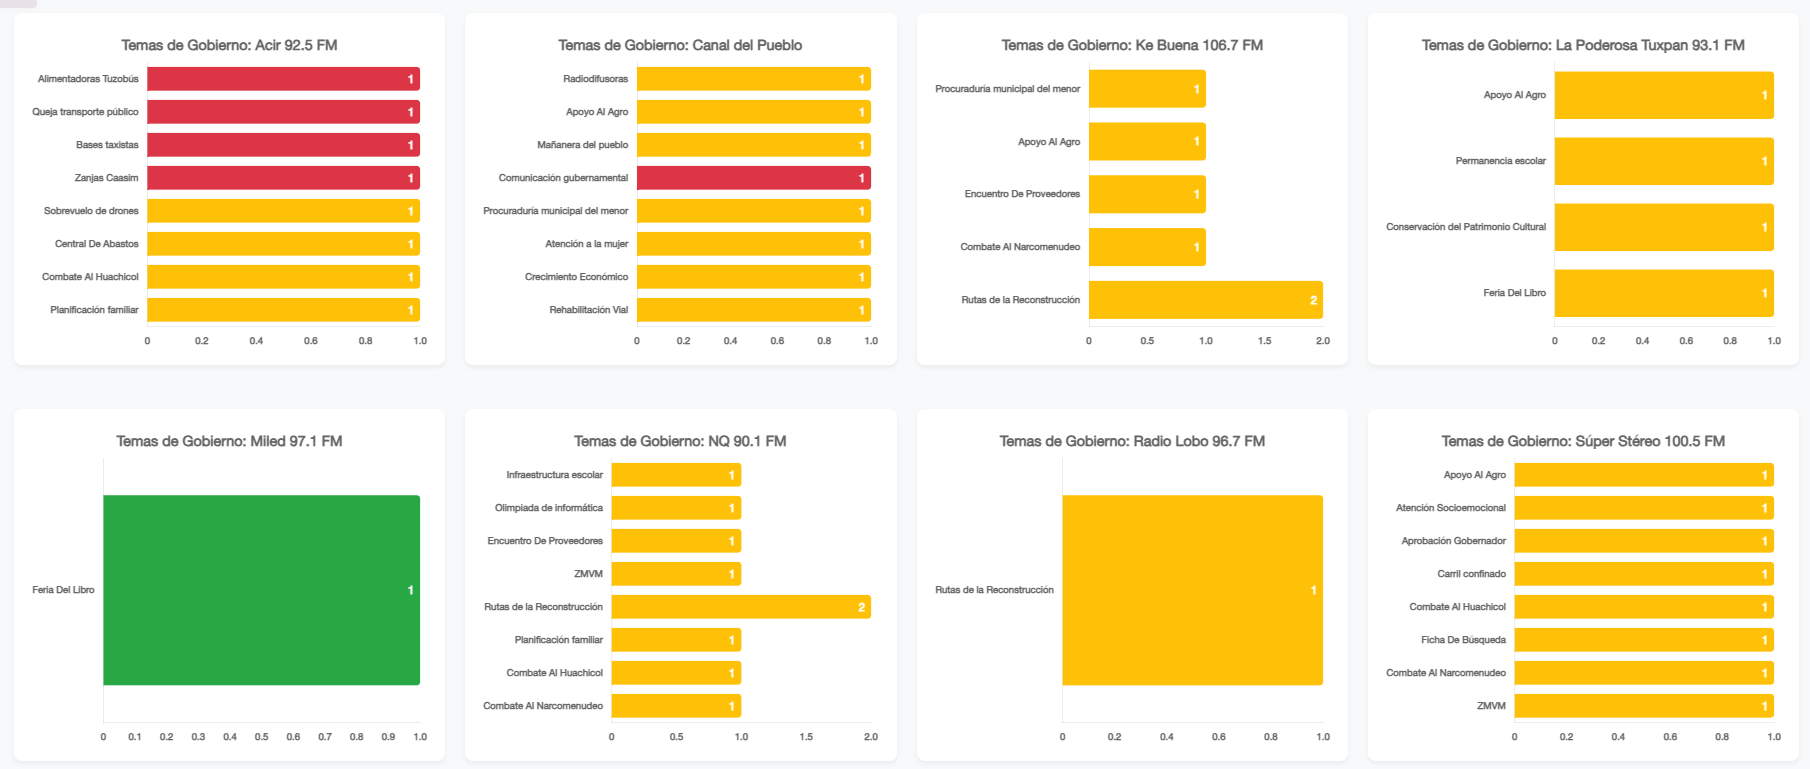 Temas de Gobierno: Acir 92.5 FM
Alimentadoras Tuzobús 1
Queja transporte público 1
Bases taxistas 1
Zanjas Caasim 1
Sobrevuelo de drones 1
Central De Abastos 1
Combate Al Huachicol 1
Planificación familiar 1
0 0.2 0.4 0.6 0.8 1.0
Temas de Gobierno: Canal del Pueblo
Radiodifusoras 1
Apoyo Al Agro 1
Mañanera del pueblo 1
Comunicación gubernamental 1
Procuraduría municipal del menor 1
Atención a la mujer 1
Crecimiento Económico 1
Rehabilitación Vial 1
0 0.2 0.4 0.6 0.8 1.0
Temas de Gobierno: Ke Buena 106.7 FM
Procuraduría municipal del menor 1
Apoyo Al Agro 1
Encuentro De Proveedores 1
Combate Al Narcomenudeo 1
Rutas de la Reconstrucción 2
0 0.5 1.0 1.5 2.0
Temas de Gobierno: La Poderosa Tuxpan 93.1 FM
Apoyo Al Agro 1
Permanencia escolar 1
Conservación del Patrimonio Cultural 1
Feria Del Libro 1
0 0.2 0.4 0.6 0.8 1.0
Temas de Gobierno: Miled 97.1 FM
Feria Del Libro 1
0 0.1 0.2 0.3 0.4 0.5 0.6 0.7 0.8 0.9 1.0
Temas de Gobierno: NQ 90.1 FM
Infraestructura escolar 1
Olimpiada de informática 1
Encuentro De Proveedores 1
ZMVM 1
Rutas de la Reconstrucción 2
Planificación familiar 1
Combate Al Huachicol 1
Combate Al Narcomenudeo 1
0 0.5 1.0 1.5 2.0
Temas de Gobierno: Radio Lobo 96.7 FM
Rutas de la Reconstrucción 1
0 0.2 0.4 0.6 0.8 1.0
Temas de Gobierno: Súper Stéreo 100.5 FM
Apoyo Al Agro 1
Atención Socioemocional 1
Aprobación Gobernador 1
Carril confinado 1
Combate Al Huachicol 1
Ficha De Búsqueda 1
Combate Al Narcomenudeo 1
ZMVM 1
0 0.2 0.4 0.6 0.8 1.0